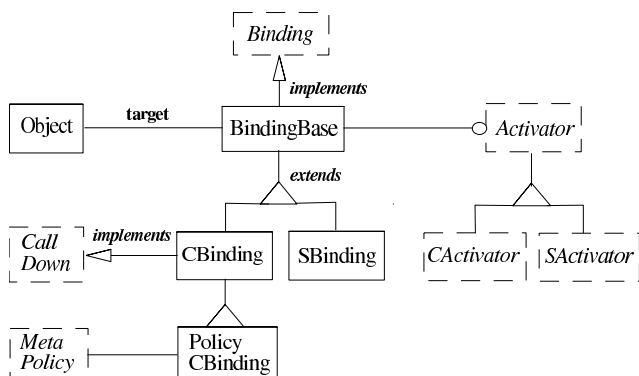 Binding
implements
Object
target
BindingBase
Activator
extends
Call
Down
implements
CBinding
SBinding
CActivator
SActivator
Meta
Policy
Policy
CBinding